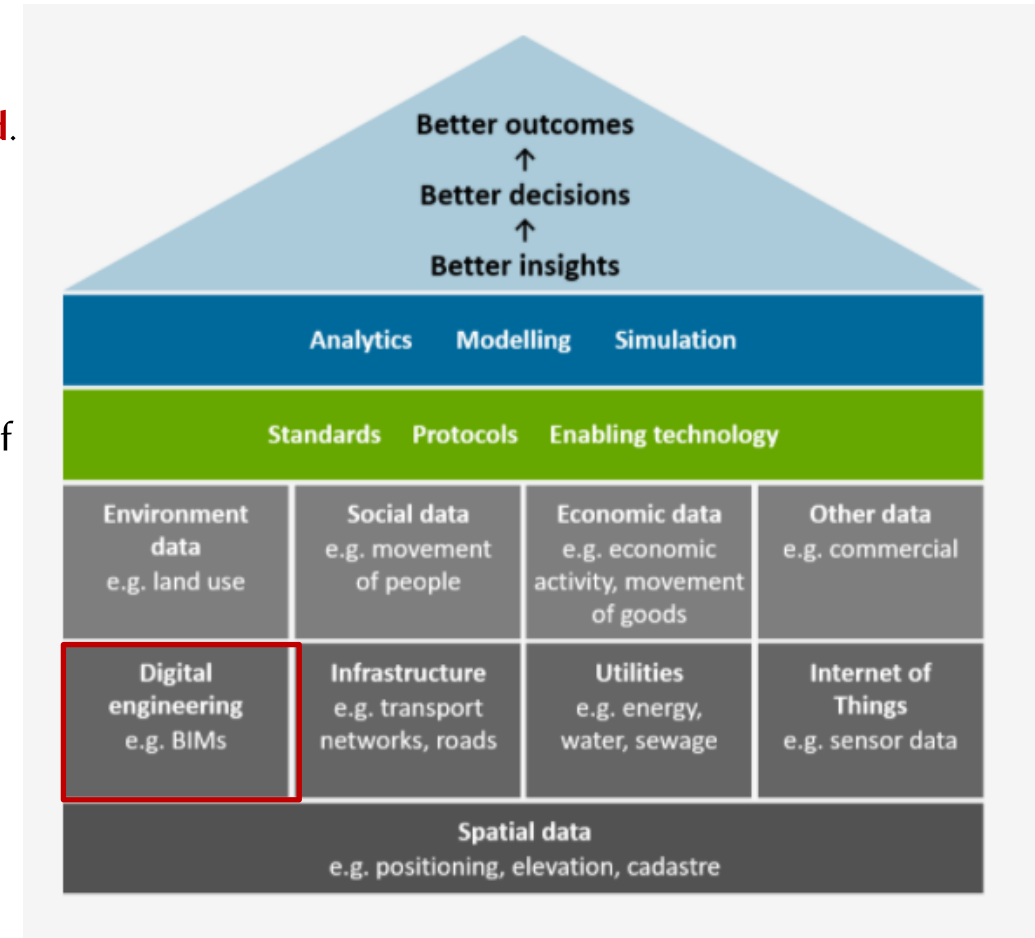 d.
f
Better outcomes
↑
Better decisions
↑
Better insights
Analytics Modelling Simulation
Standards Protocols Enabling technology
Environment
data
e.g. land use
Social data
e.g. movement
of people
Economic data
e.g. economic
activity, movement
of goods
Other data
e.g. commercial
Digital
engineering
e.g. BIMs
Infrastructure
e.g. transport
networks, roads
Utilities
e.g. energy,
water, sewage
Internet of
Things
e.g. sensor data
Spatial data
e.g. positioning, elevation, cadastre